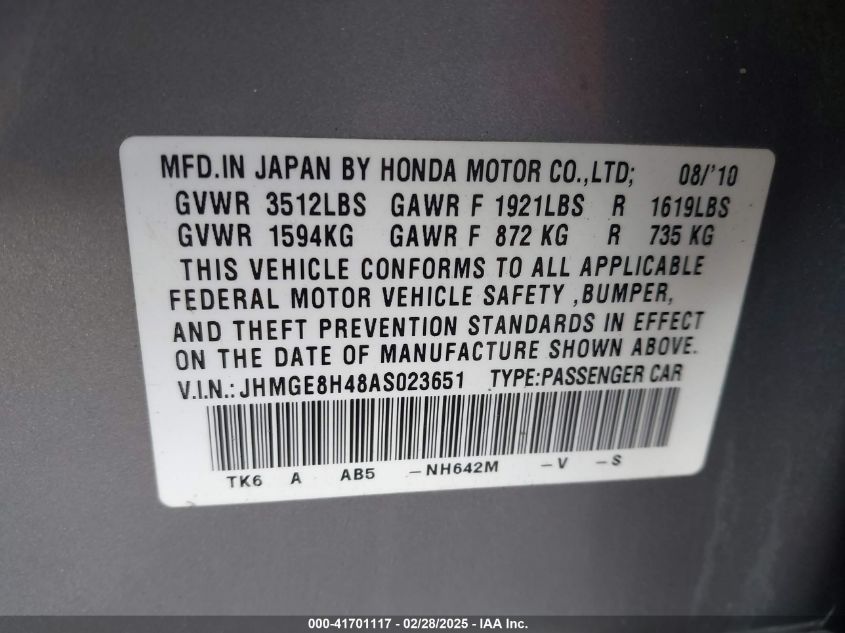 MFD.IN JAPAN BY HONDA MOTOR CO.,LTD; 08/'10
GVWR 3512LBS GAWR F 1921LBS R 1619LBS
GVWR 1594KG GAWR F 872 KG R 735 KG
THIS VEHICLE CONFORMS TO ALL APPLICABLE
FEDERAL MOTOR VEHICLE SAFETY ,BUMPER,
AND THEFT PREVENTION STANDARDS IN EFFECT
ON THE DATE OF MANUFACTURE SHOWN ABOVE.
V.I.N.: JHMGE8H48AS023651 TYPE:PASSENGER CAR
TK6 A AB5 -NH642M -V -S
000-41701117 - 02/28/2025 - IAA Inc.